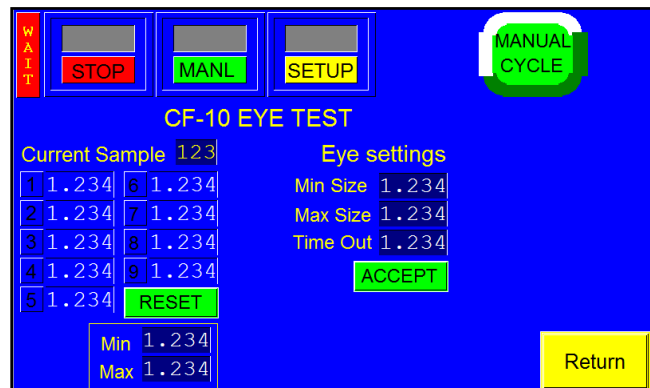 WAIT
STOP MANL SETUP
MANUAL
CYCLE
CF-10 EYE TEST
Current Sample 123 Eye settings
1 1.234 6 1.234 Min Size 1.234
2 1.234 7 1.234 Max Size 1.234
3 1.234 8 1.234 Time Out 1.234
4 1.234 9 1.234 ACCEPT
5 1.234 RESET
Min 1.234
Max 1.234
Return